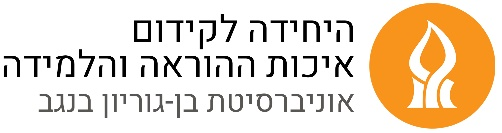 היחידה לקידום
איכות ההוראה והלמידה
אוניברסיטת בן-גוריון בנגב